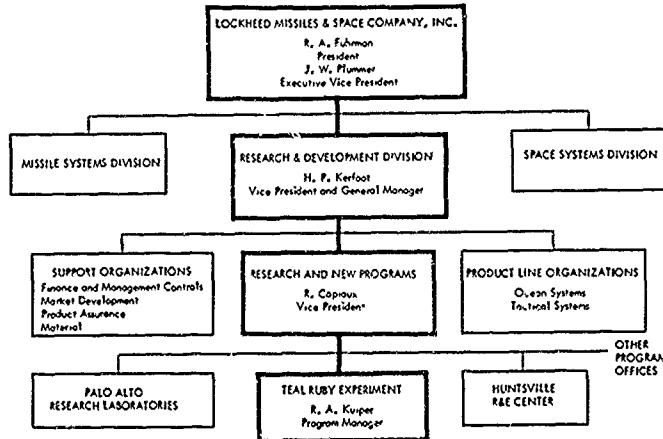 LOCKHEED MISSILES & SPACE COMPANY, INC.
R. A. Fuhrman
President
J. W. Plummer
Executive Vice President
MISSILE SYSTEMS DIVISION
RESEARCH & DEVELOPMENT DIVISION
H. P. Kerfoot
Vice President and General Manager
SPACE SYSTEMS DIVISION
SUPPORT ORGANIZATIONS
Finance and Management Controls
Market Development
Product Assurance
Material
RESEARCH AND NEW PROGRAMS
R. Capiaux
Vice President
PRODUCT LINE ORGANIZATIONS
Ocean Systems
Tactical Systems
OTHER
PROGRAM
OFFICES
PALO ALTO
RESEARCH LABORATORIES
TEAL RUBY EXPERIMENT
R. A. Kuiper
Program Manager
HUNTSVILLE
R&E CENTER